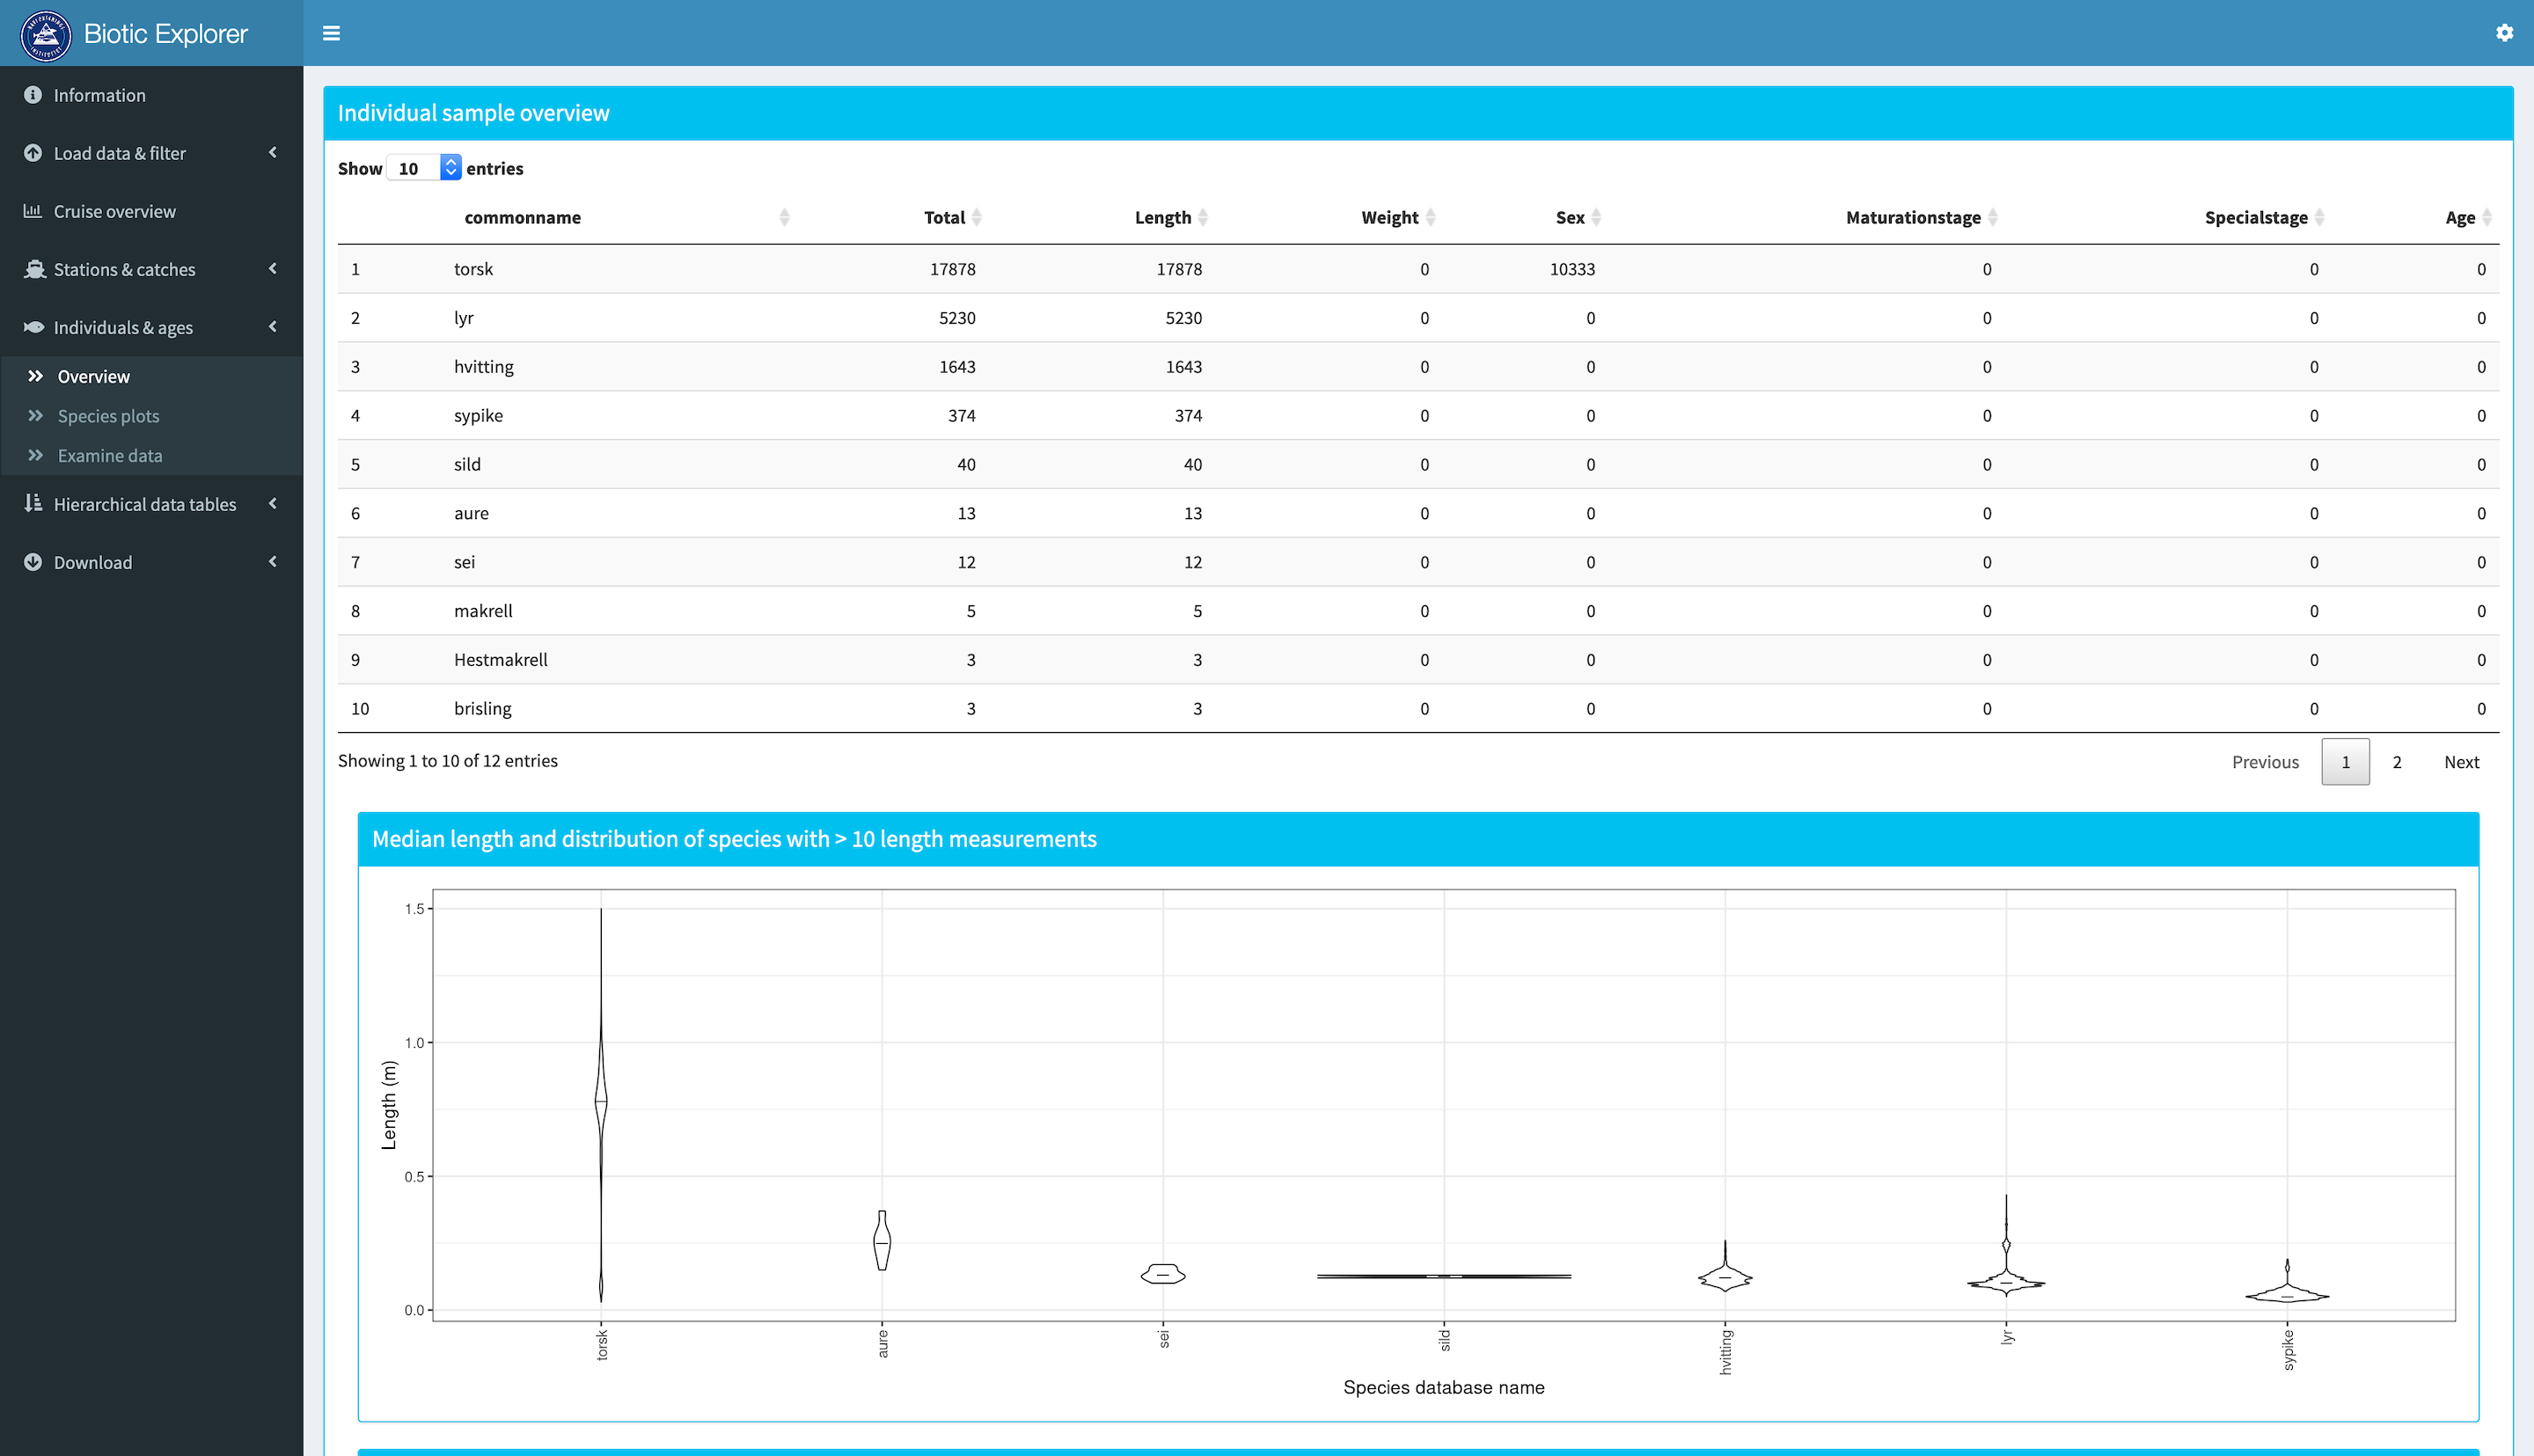 Biotic Explorer
Information
Load data & filter
Cruise overview
Stations & catches
Individuals & ages
Overview
Species plots
Examine data
Hierarchical data tables
Download
Individual sample overview
Show 10 entries
commonname Total Length Weight Sex Maturationstage Specialstage Age
1 torsk 17878 17878 0 10333 0 0 0
2 lyr 5230 5230 0 0 0 0 0
3 hvitting 1643 1643 0 0 0 0 0
4 sypike 374 374 0 0 0 0 0
5 sild 40 40 0 0 0 0 0
6 aure 13 13 0 0 0 0 0
7 sei 12 12 0 0 0 0 0
8 makrell 5 5 0 0 0 0 0
9 Hestmakrell 3 3 0 0 0 0 0
10 brisling 3 3 0 0 0 0 0
Showing 1 to 10 of 12 entries
Previous 1 2 Next
Median length and distribution of species with > 10 length measurements
Length (m)
1.5
1.0
0.5
0.0
torsk aure sei sild hvitting lyr sypike
Species database name